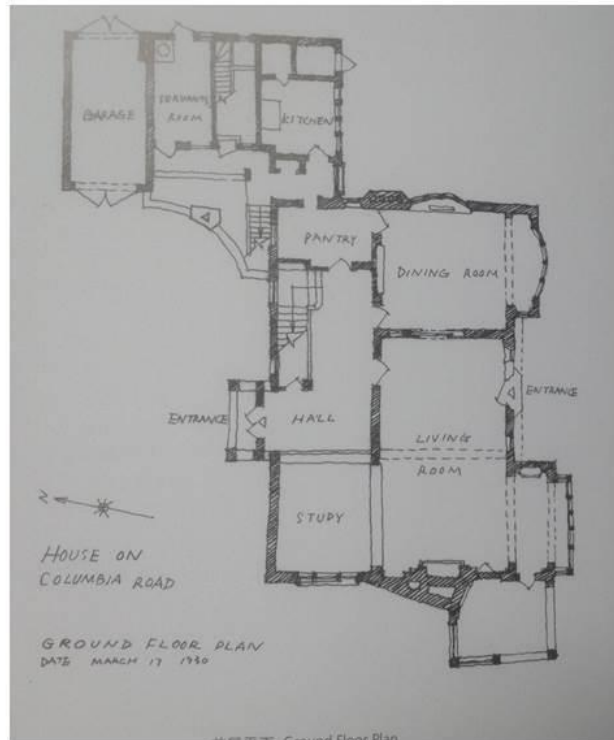 GARAGE
SERVANTS
ROOM
KITCHEN
PANTRY
DINING ROOM
ENTRANCE
HALL
LIVING
ROOM
ENTRANCE
STUDY
N
HOUSE ON
COLUMBIA ROAD
GROUND FLOOR PLAN
DATE MARCH 17 1930
Ground Floor Plan